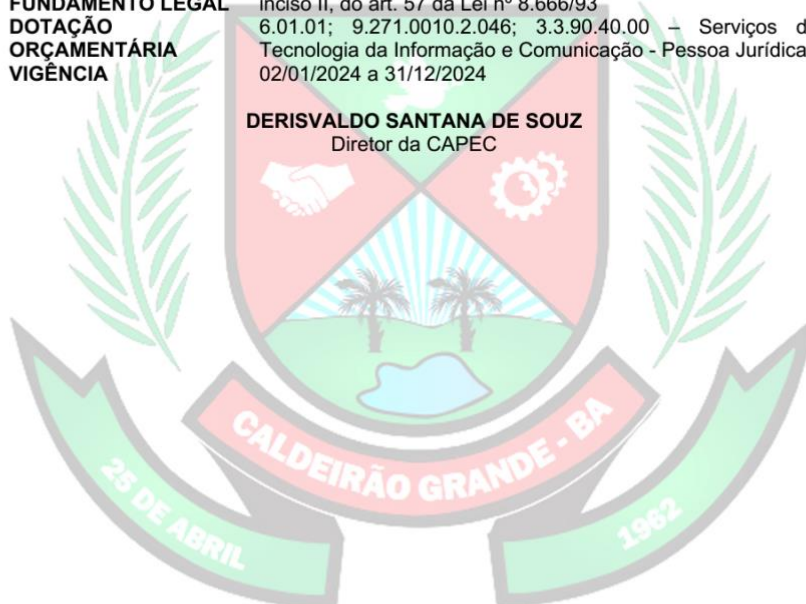 FUNDAMENTO LEGAL inciso II, do art. 57 da Lei nº 8.666/93
DOTAÇÃO 6.01.01; 9.271.0010.2.046; 3.3.90.40.00 – Serviços d
ORÇAMENTÁRIA Tecnologia da Informação e Comunicação - Pessoa Jurídica
VIGÊNCIA 02/01/2024 a 31/12/2024
DERISVALDO SANTANA DE SOUZ
Diretor da CAPEC
CALDEIRÃO GRANDE - BA
25 DE ABRIL
1962